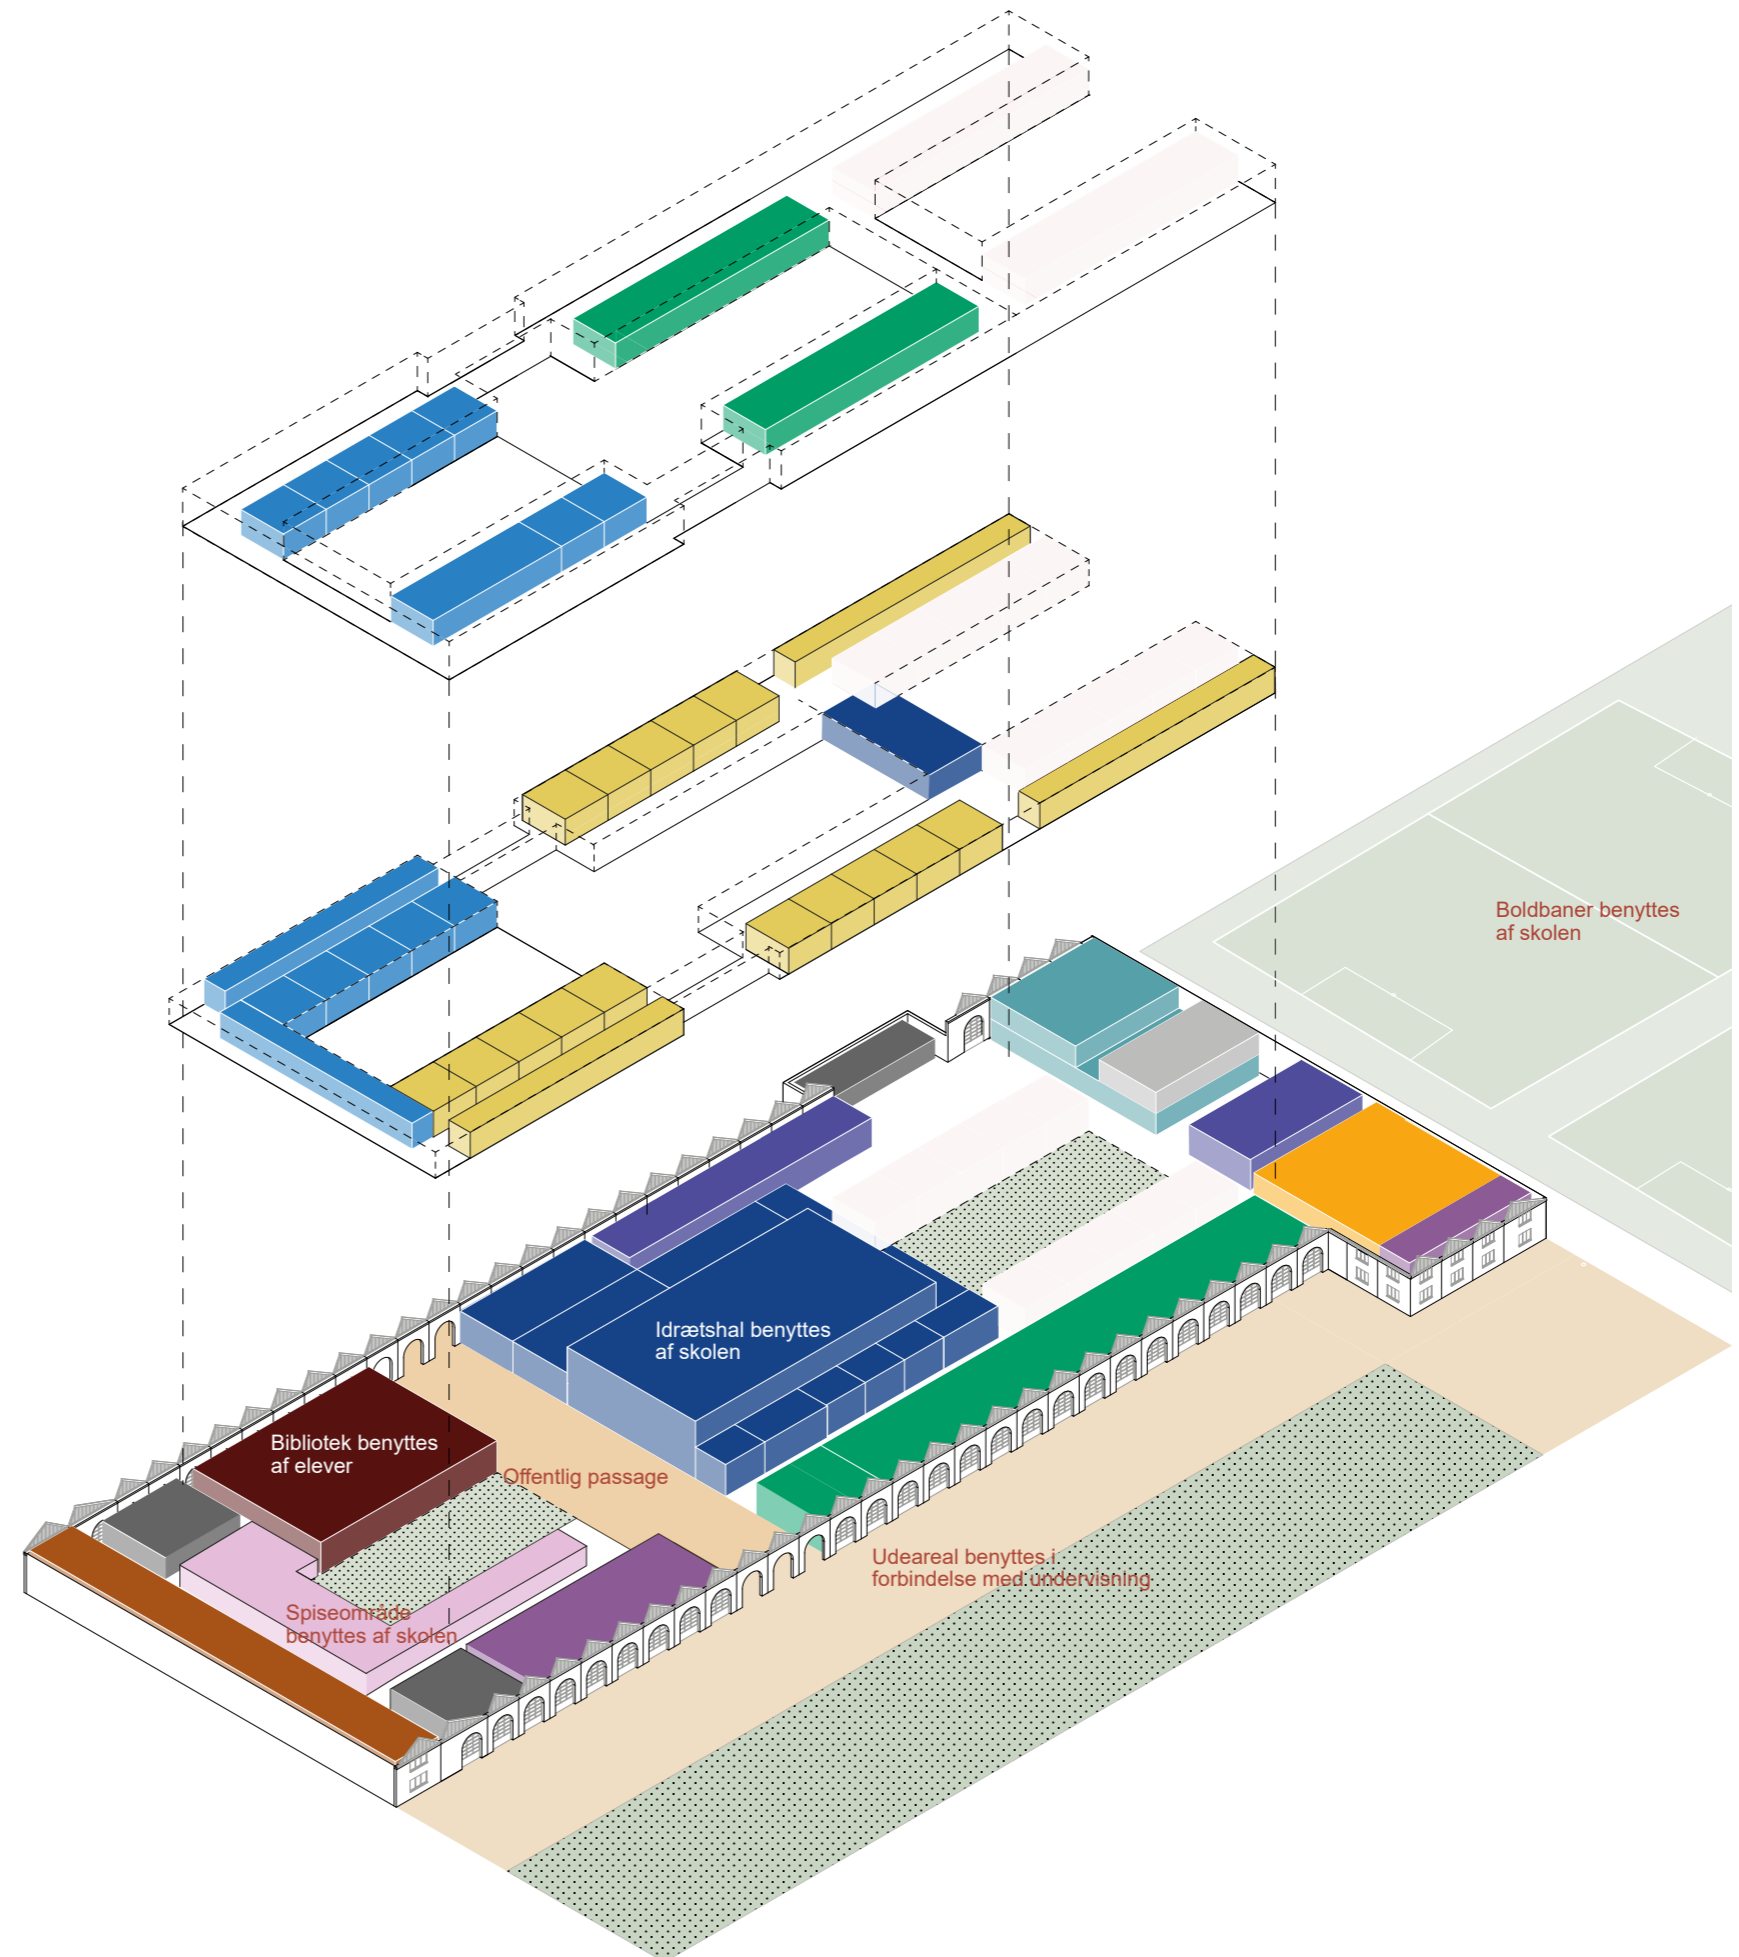 Boldbaner benyttes
af skolen
Idrætshal benyttes
af skolen
Bibliotek benyttes
af elever
Offentlig passage
Udeareal benyttes i
forbindelse med undervisning
Spiseområde
benyttes af skolen